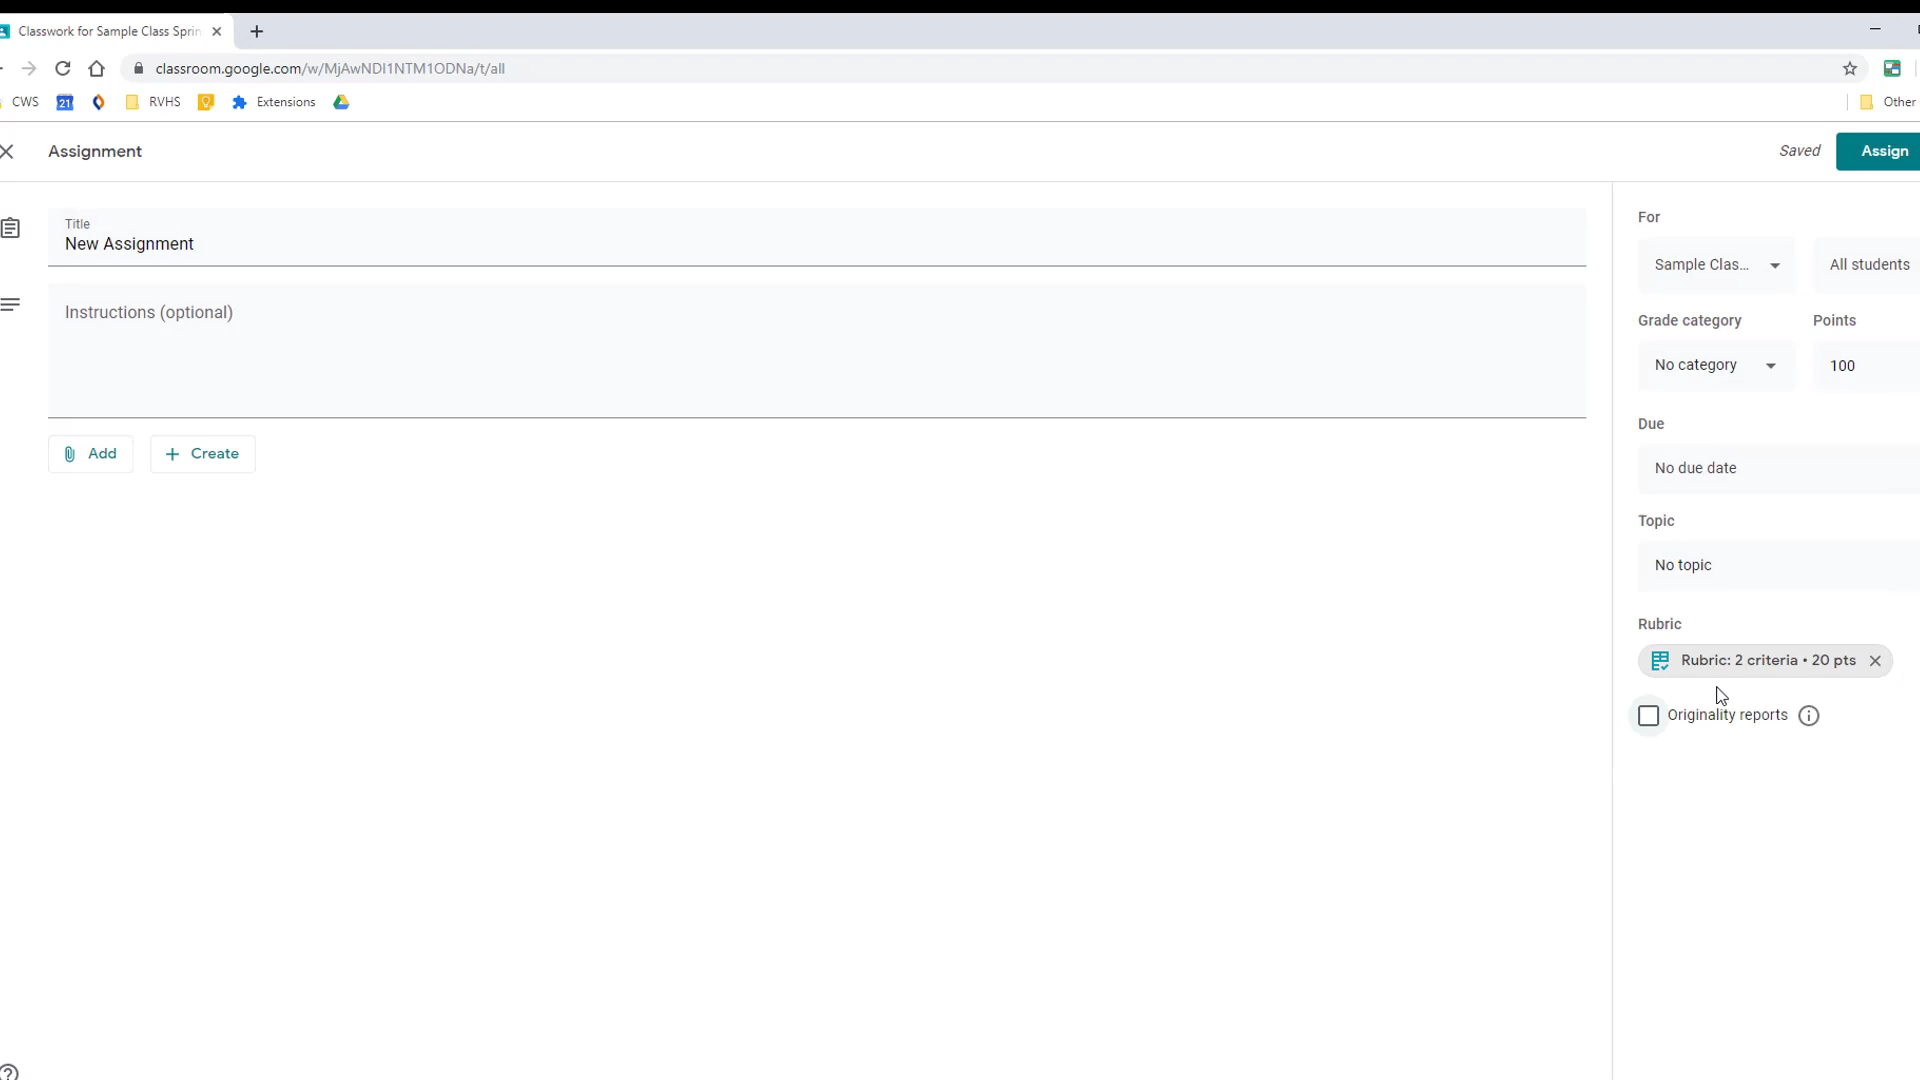 Classwork for Sample Class Sprin
classroom.google.com/w/MjAwNDI1NTM1ODNa/t/all
CWS 21 RVHS Extensions Other
Assignment Saved Assign
Title
New Assignment
Instructions (optional)
Add Create
For
Sample Clas... All students
Grade category Points
No category 100
Due
No due date
Topic
No topic
Rubric
Rubric: 2 criteria • 20 pts
Originality reports